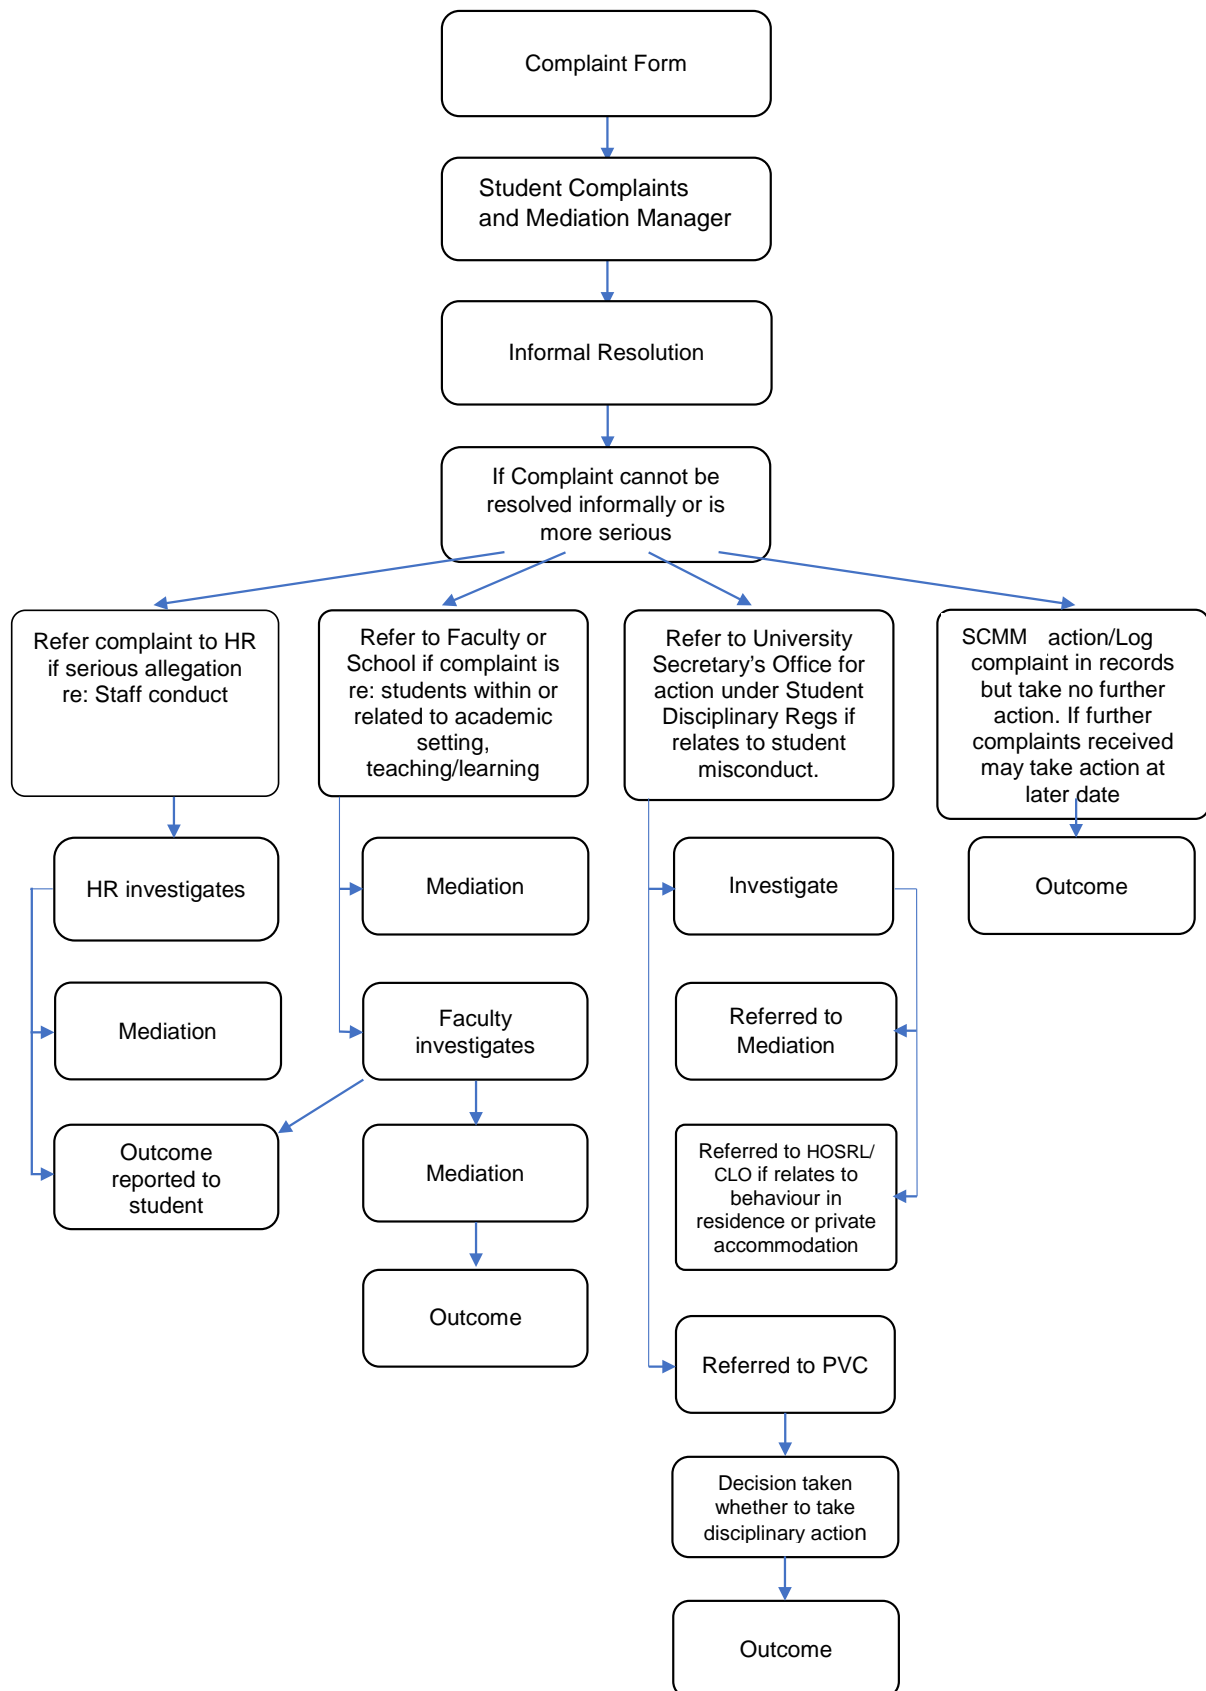 Complaint Form
Student Complaints
and Mediation Manager
Informal Resolution
If Complaint cannot be
resolved informally or is
more serious
Refer complaint to HR
if serious allegation
re: Staff conduct
Refer to Faculty or
School if complaint is
re: students within or
related to academic
setting,
teaching/learning
Refer to University
Secretary’s Office for
action under Student
Disciplinary Regs if
relates to student
misconduct.
SCMM action/Log
complaint in records
but take no further
action. If further
complaints received
may take action at
later date
HR investigates
Mediation
Investigate
Outcome
Mediation
Faculty
investigates
Referred to
Mediation
Outcome
reported to
student
Mediation
Referred to HOSRL/
CLO if relates to
behaviour in
residence or private
accommodation
Outcome
Referred to PVC
Decision taken
whether to take
disciplinary action
Outcome